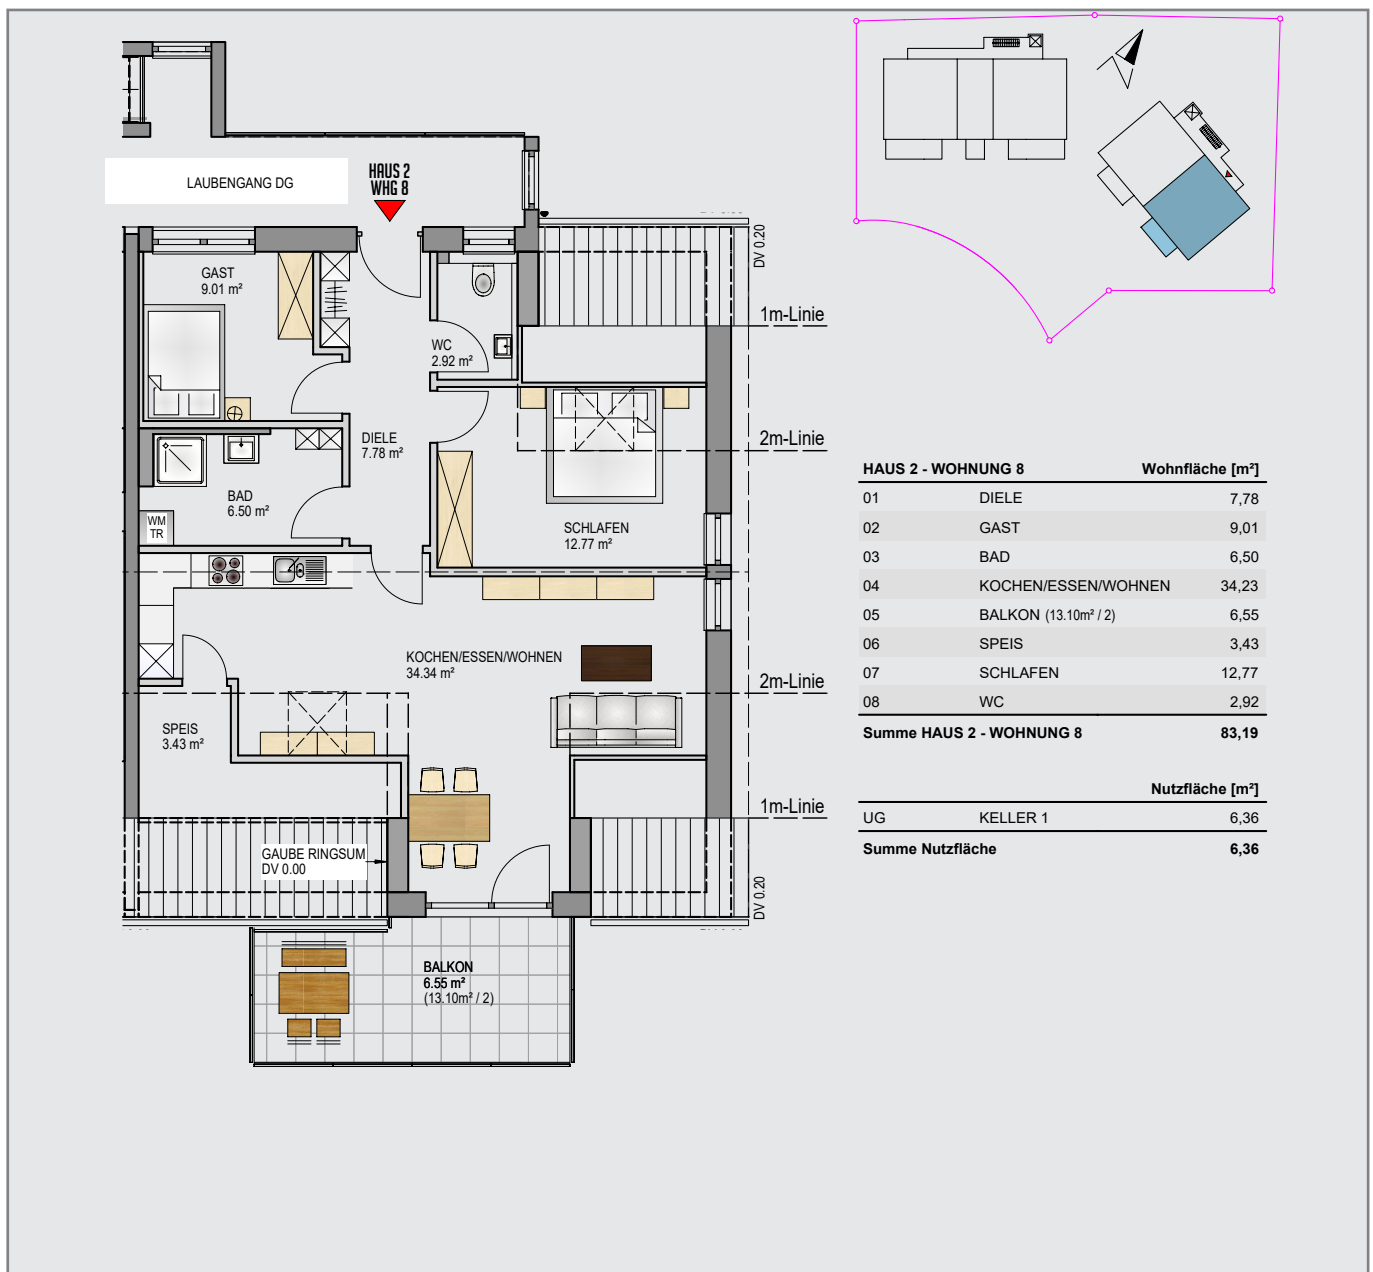 LAUBENGANG DG
HAUS 2
WHG 8
GAST
9.01 m²
WC
2.92 m²
DIELE
7.78 m²
BAD
6.50 m²
WM
TR
SCHLAFEN
12.77 m²
KOCHEN/ESSEN/WOHNEN
34.34 m²
SPEIS
3.43 m²
GAUBE RINGSUM
DV 0.00
BALKON
6.55 m²
(13.10m² / 2)
DV 0.20
1m-Linie
2m-Linie
2m-Linie
1m-Linie
DV 0.20
HAUS 2 - WOHNUNG 8 Wohnfläche [m²]
01 DIELE 7,78
02 GAST 9,01
03 BAD 6,50
04 KOCHEN/ESSEN/WOHNEN 34,23
05 BALKON (13.10m² / 2) 6,55
06 SPEIS 3,43
07 SCHLAFEN 12,77
08 WC 2,92
Summe HAUS 2 - WOHNUNG 8 83,19
Nutzfläche [m²]
UG KELLER 1 6,36
Summe Nutzfläche 6,36